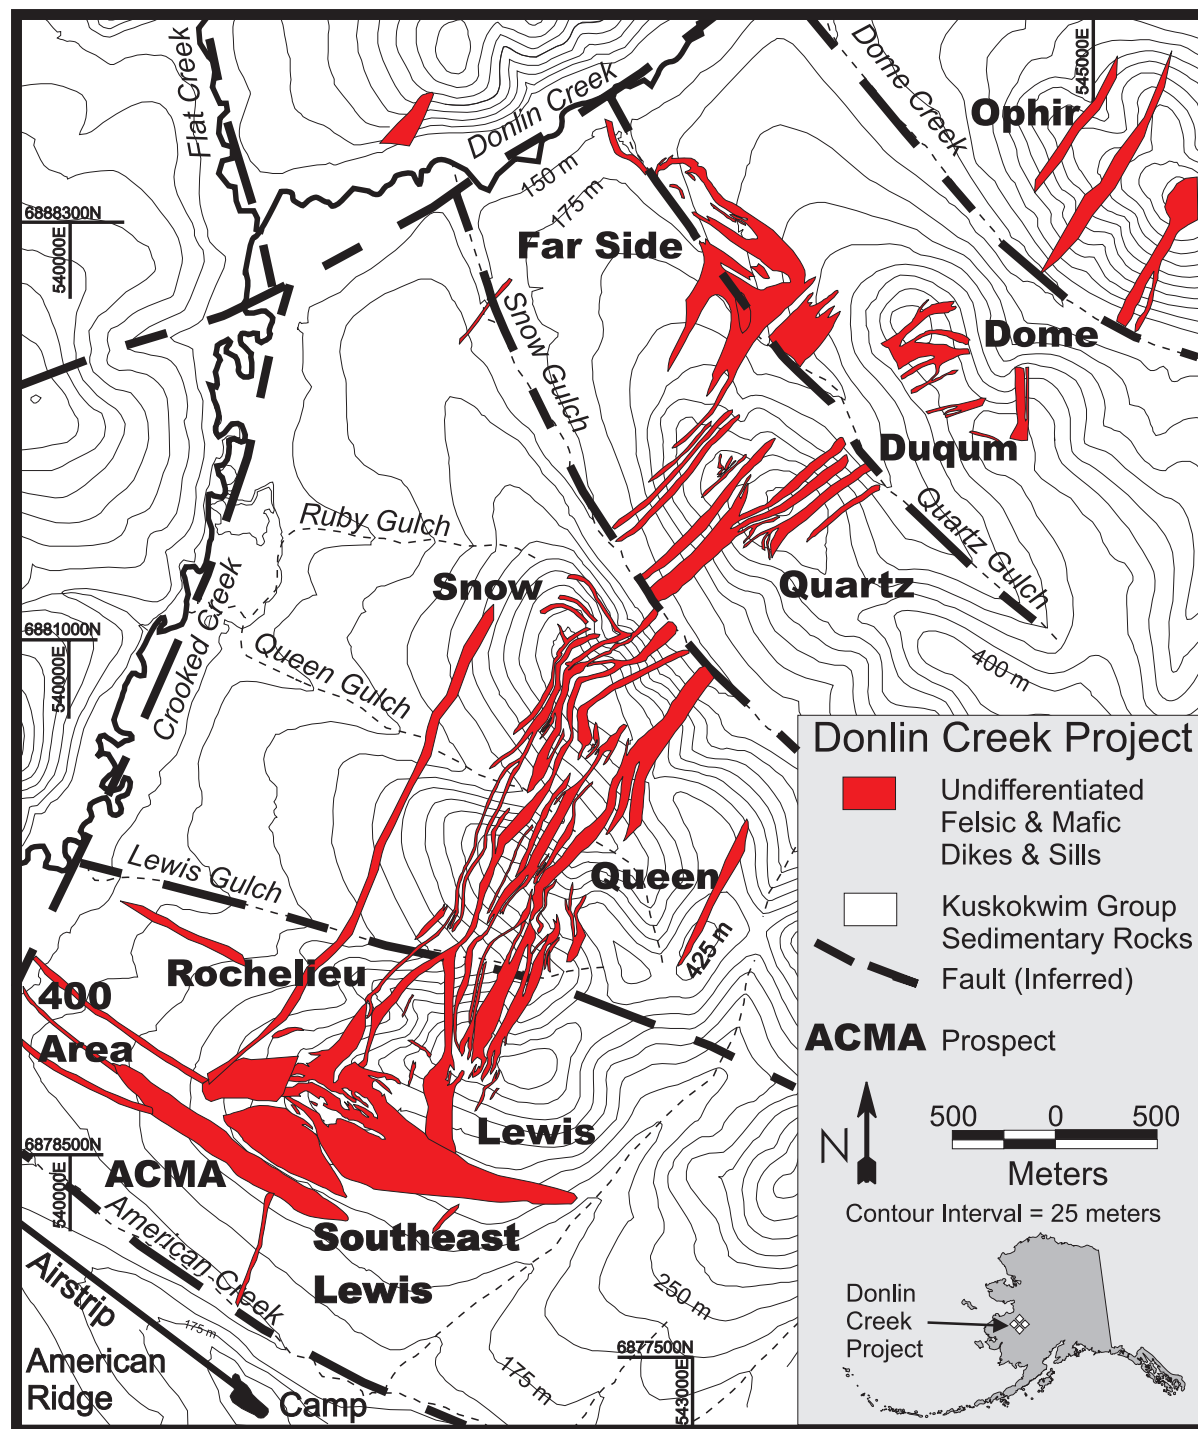 Flat Creek
Donlin Creek
Dome Creek
545000E
Ophir
150 m
175 m
6888300N
540000E
Far Side
Snow Gulch
Dome
Duqum
Quartz Gulch
Ruby Gulch
Snow
Quartz
6881000N
540000E
Crooked Creek
Queen Gulch
400 m
Lewis Gulch
Queen
425 m
Rochelieu
400
Area
Lewis
6878500N
540000E
ACMA
American Creek
Southeast
Lewis
Airstrip
250 m
175 m
175 m
6877500N
543000E
American
Ridge
Camp
Donlin Creek Project
Undifferentiated
Felsic & Mafic
Dikes & Sills
Kuskokwim Group
Sedimentary Rocks
Fault (Inferred)
ACMA Prospect
N
500 0 500
Meters
Contour Interval = 25 meters
Donlin
Creek
Project